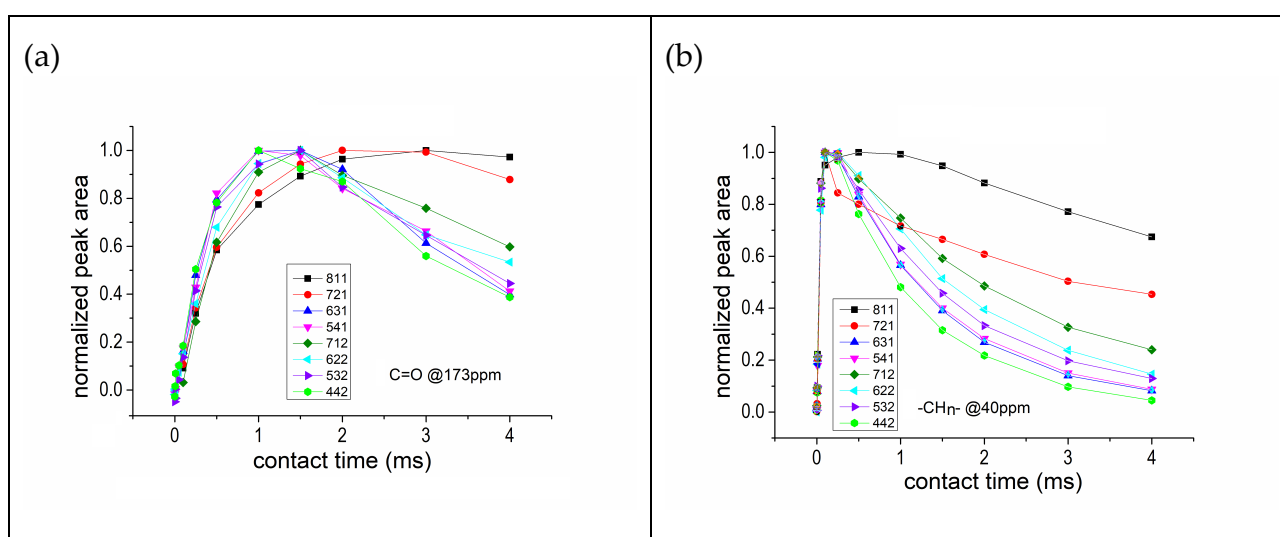 (a)
normalized peak area
1.0
0.8
0.6
0.4
0.2
0.0
811
721
631
541
712
622
532
442
C=O @173ppm
0 1 2 3 4
contact time (ms)
(b)
normalized peak area
1.0
0.8
0.6
0.4
0.2
0.0
811
721
631
541
712
622
532
442
-CHn- @40ppm
0 1 2 3 4
contact time (ms)